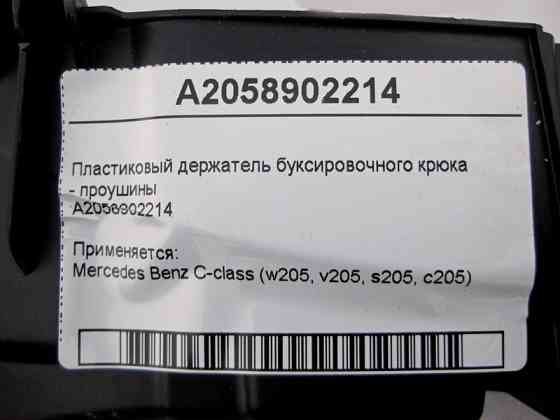 A2058902214
Пластиковый держатель буксировочного крюка
- проушины
A2058902214
Применяется:
Mercedes Benz C-class (w205, v205, s205, c205)